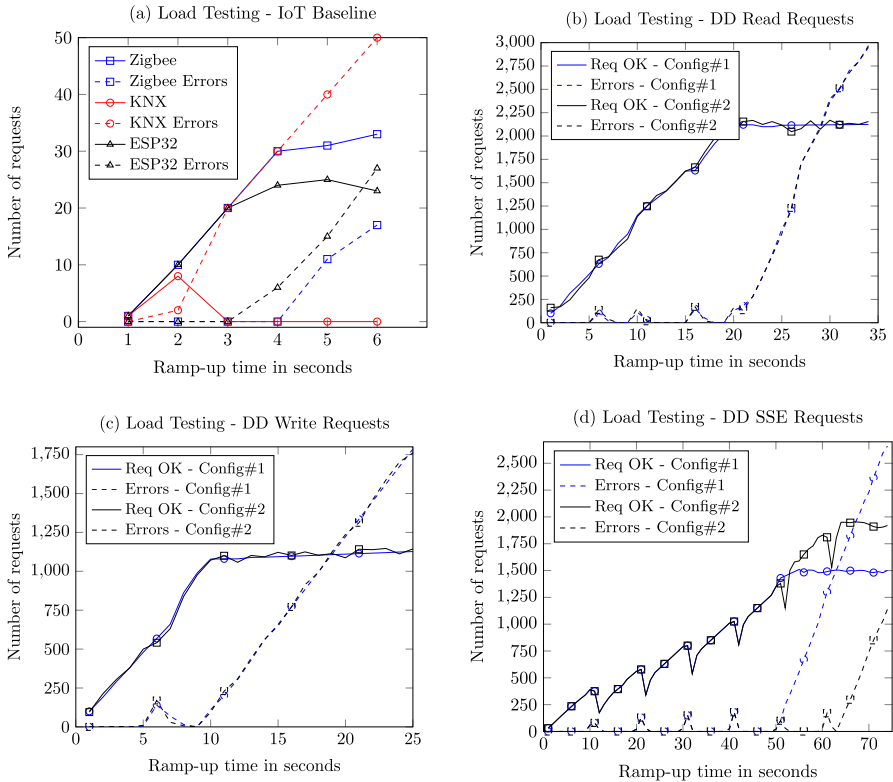 (a) Load Testing - IoT Baseline
Number of requests
50
40
30
20
10
0
Zigbee
Zigbee Errors
KNX
KNX Errors
ESP32
ESP32 Errors
0 1 2 3 4 5 6
Ramp-up time in seconds
(b) Load Testing - DD Read Requests
Number of requests
3,000
2,750
2,500
2,250
2,000
1,750
1,500
1,250
1,000
750
500
250
0
Req OK - Config#1
Errors - Config#1
Req OK - Config#2
Errors - Config#2
0 5 10 15 20 25 30 35
Ramp-up time in seconds
(c) Load Testing - DD Write Requests
Number of requests
1,750
1,500
1,250
1,000
750
500
250
0
Req OK - Config#1
Errors - Config#1
Req OK - Config#2
Errors - Config#2
0 5 10 15 20 25
Ramp-up time in seconds
(d) Load Testing - DD SSE Requests
Number of requests
2,500
2,250
2,000
1,750
1,500
1,250
1,000
750
500
250
0
Req OK - Config#1
Errors - Config#1
Req OK - Config#2
Errors - Config#2
0 10 20 30 40 50 60 70
Ramp-up time in seconds